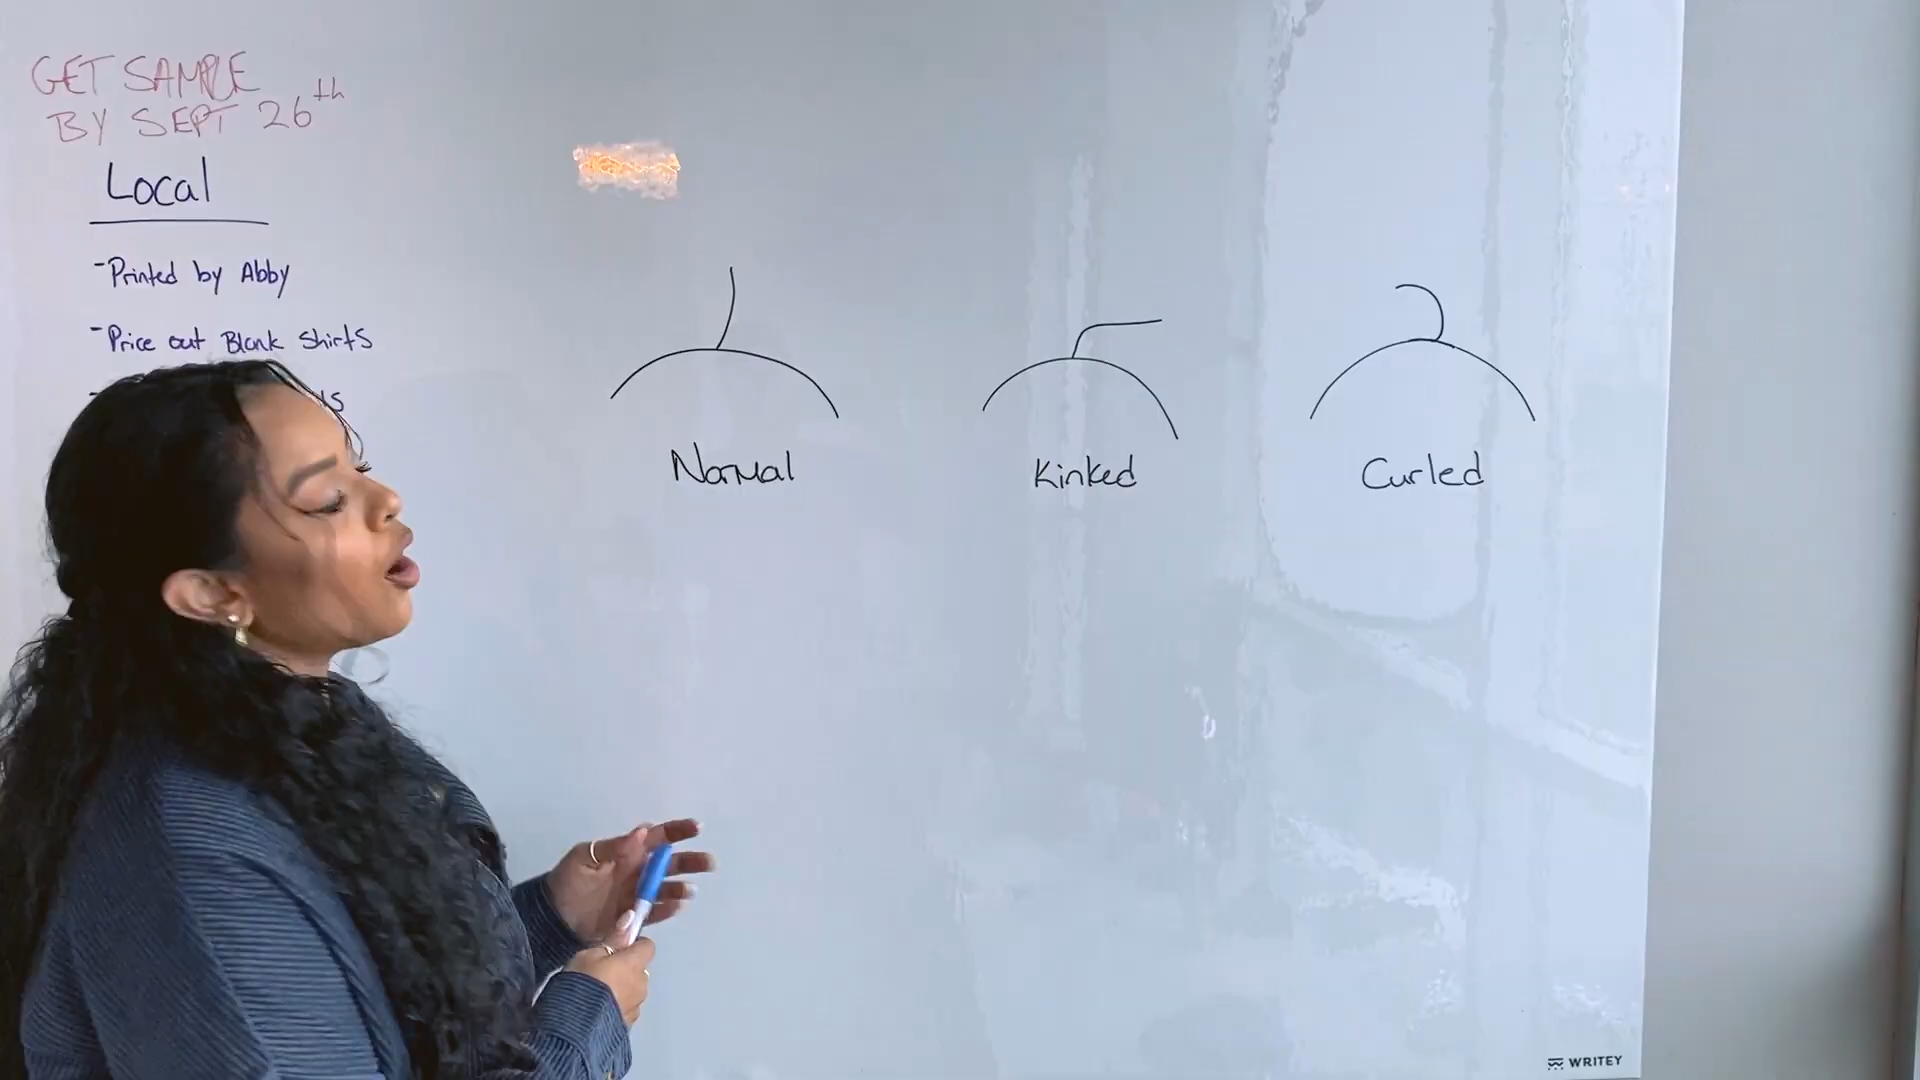 GET SAMPLE
BY SEPT 26th
Local
-Printed by Abby
-Price out Blank shirts
Normal
Kinked
Curled
WRITEY